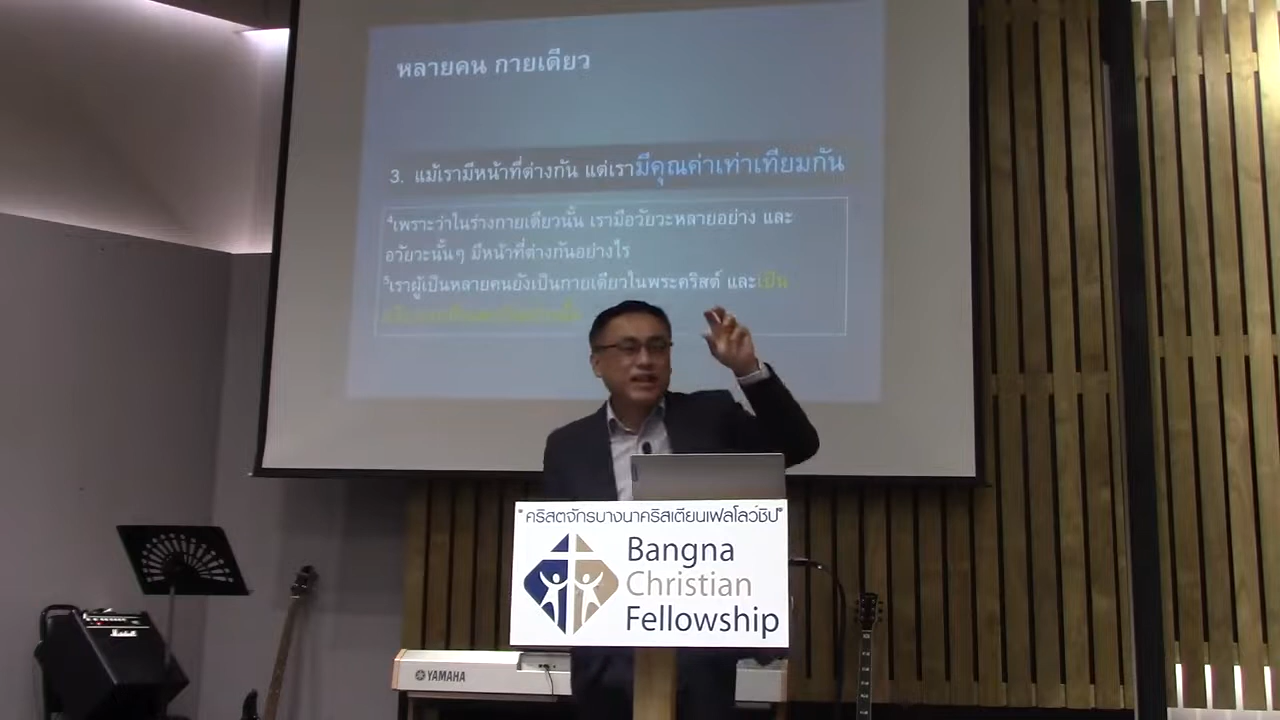 หลายคน กายเดียว
3. แม้เรามีหน้าที่ต่างกัน แต่เรามีคุณค่าเท่าเทียมกัน
⁴เพราะว่าในร่างกายเดียวนั้น เรามีอวัยวะหลายอย่าง และ
อวัยวะนั้นๆ มีหน้าที่ต่างกันอย่างไร
⁵เราผู้เป็นหลายคนยังเป็นกายเดียวในพระคริสต์ และเป็น
"คริสตจักรบางนาคริสเตียนเฟลโลว์ชิป"
Bangna
Christian
Fellowship
Marshall
YAMAHA